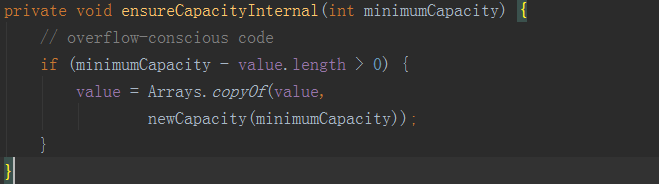 private void ensureCapacityInternal(int minimumCapacity) {
// overflow-conscious code
if (minimumCapacity - value.length > 0) {
value = Arrays.copyOf(value,
newCapacity(minimumCapacity));
}
}